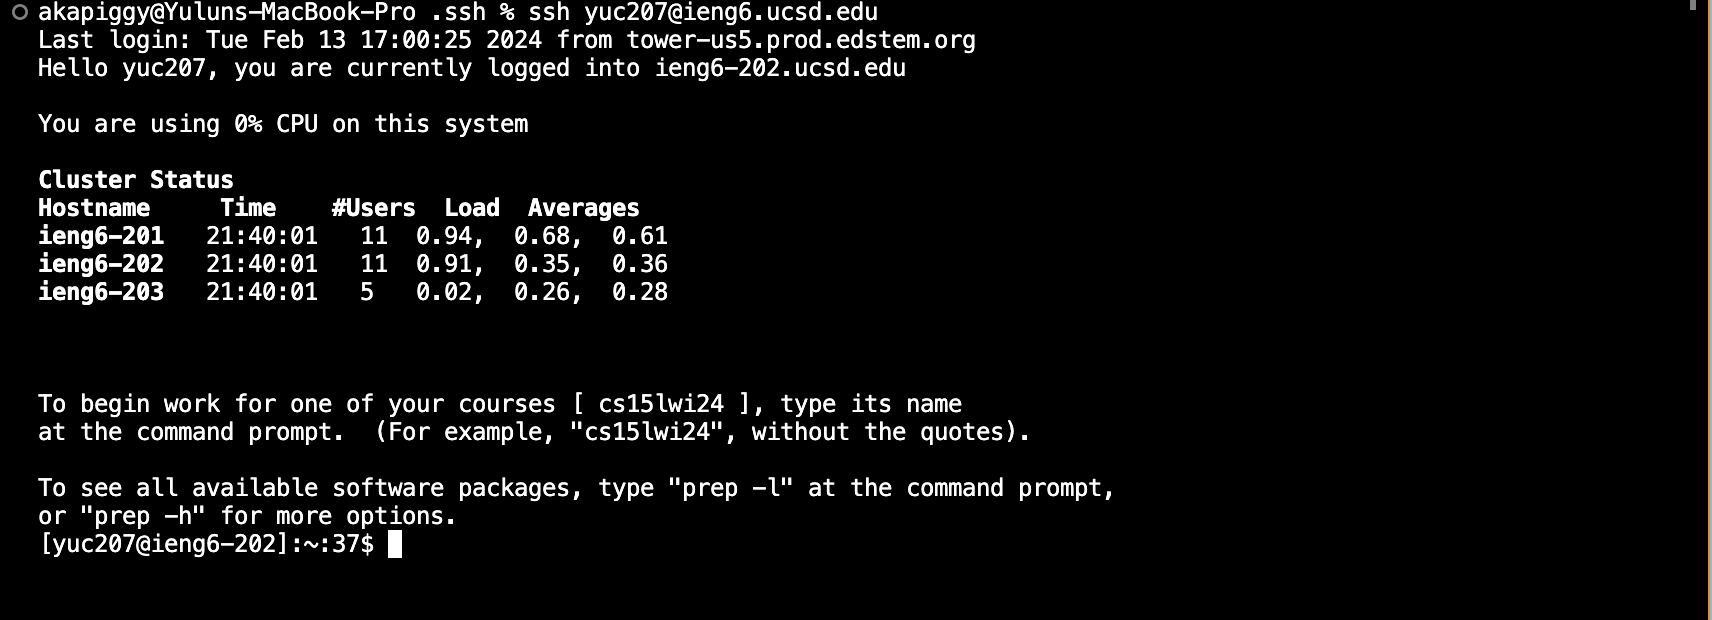 akapiggy@Yuluns-MacBook-Pro .ssh % ssh yuc207@ieng6.ucsd.edu
Last login: Tue Feb 13 17:00:25 2024 from tower-us5.prod.edstem.org
Hello yuc207, you are currently logged into ieng6-202.ucsd.edu
You are using 0% CPU on this system
Cluster Status
Hostname     Time    #Users  Load  Averages
ieng6-201   21:40:01   11  0.94,  0.68,  0.61
ieng6-202   21:40:01   11  0.91,  0.35,  0.36
ieng6-203   21:40:01   5   0.02,  0.26,  0.28
To begin work for one of your courses [ cs15lwi24 ], type its name
at the command prompt.  (For example, "cs15lwi24", without the quotes).
To see all available software packages, type "prep -l" at the command prompt,
or "prep -h" for more options.
[yuc207@ieng6-202]:~:37$